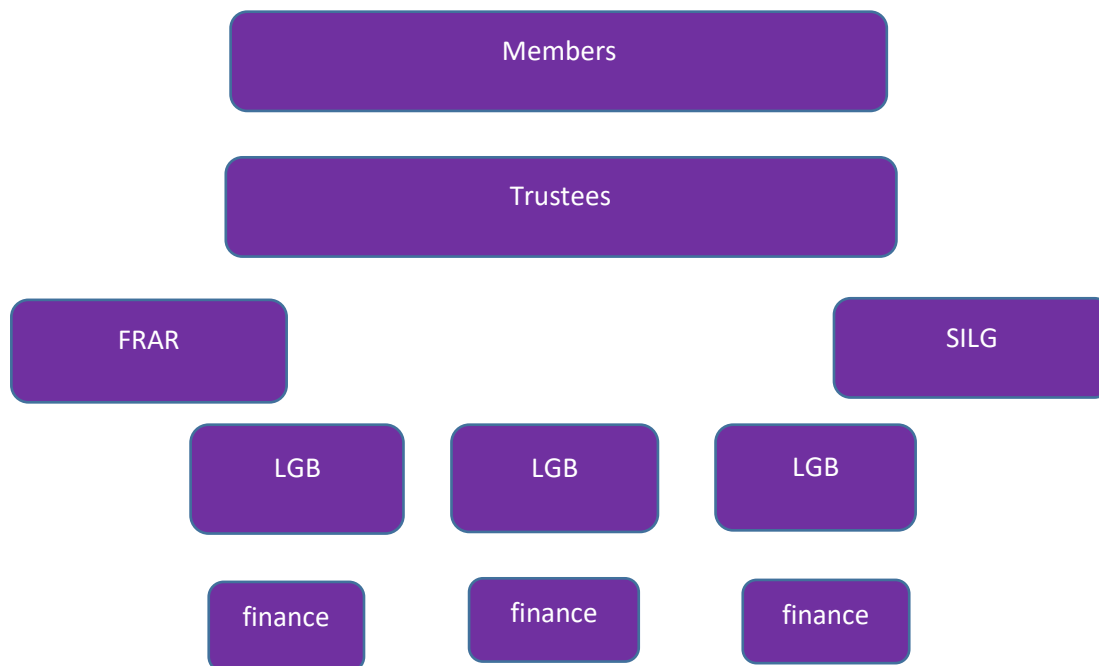 Members
Trustees
FRAR
SILG
LGB
LGB
LGB
finance
finance
finance